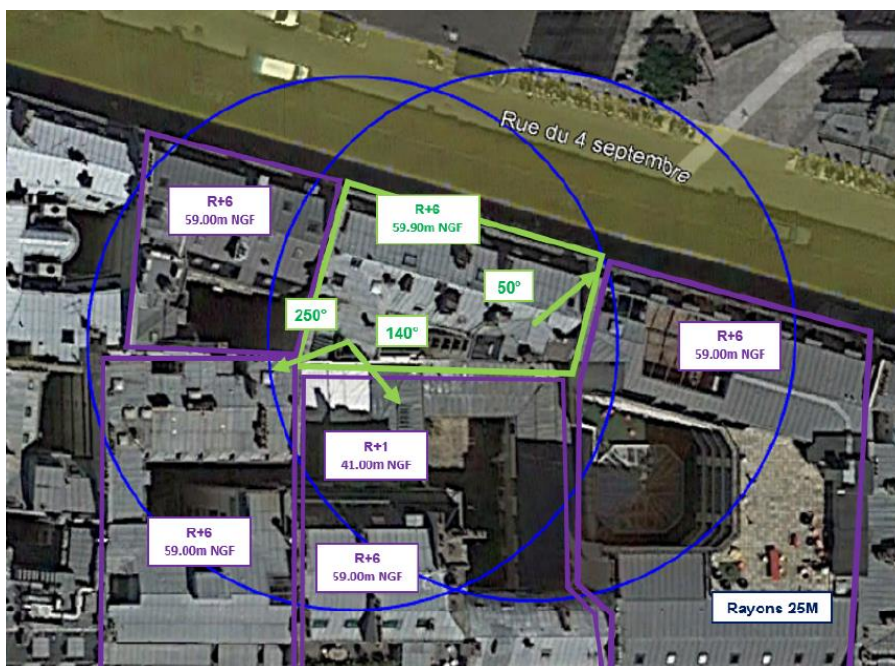 Rue du 4 septembre
R+6
59.00m NGF
R+6
59.90m NGF
50°
250°
140°
R+6
59.00m NGF
R+1
41.00m NGF
R+6
59.00m NGF
R+6
59.00m NGF
Rayons 25M